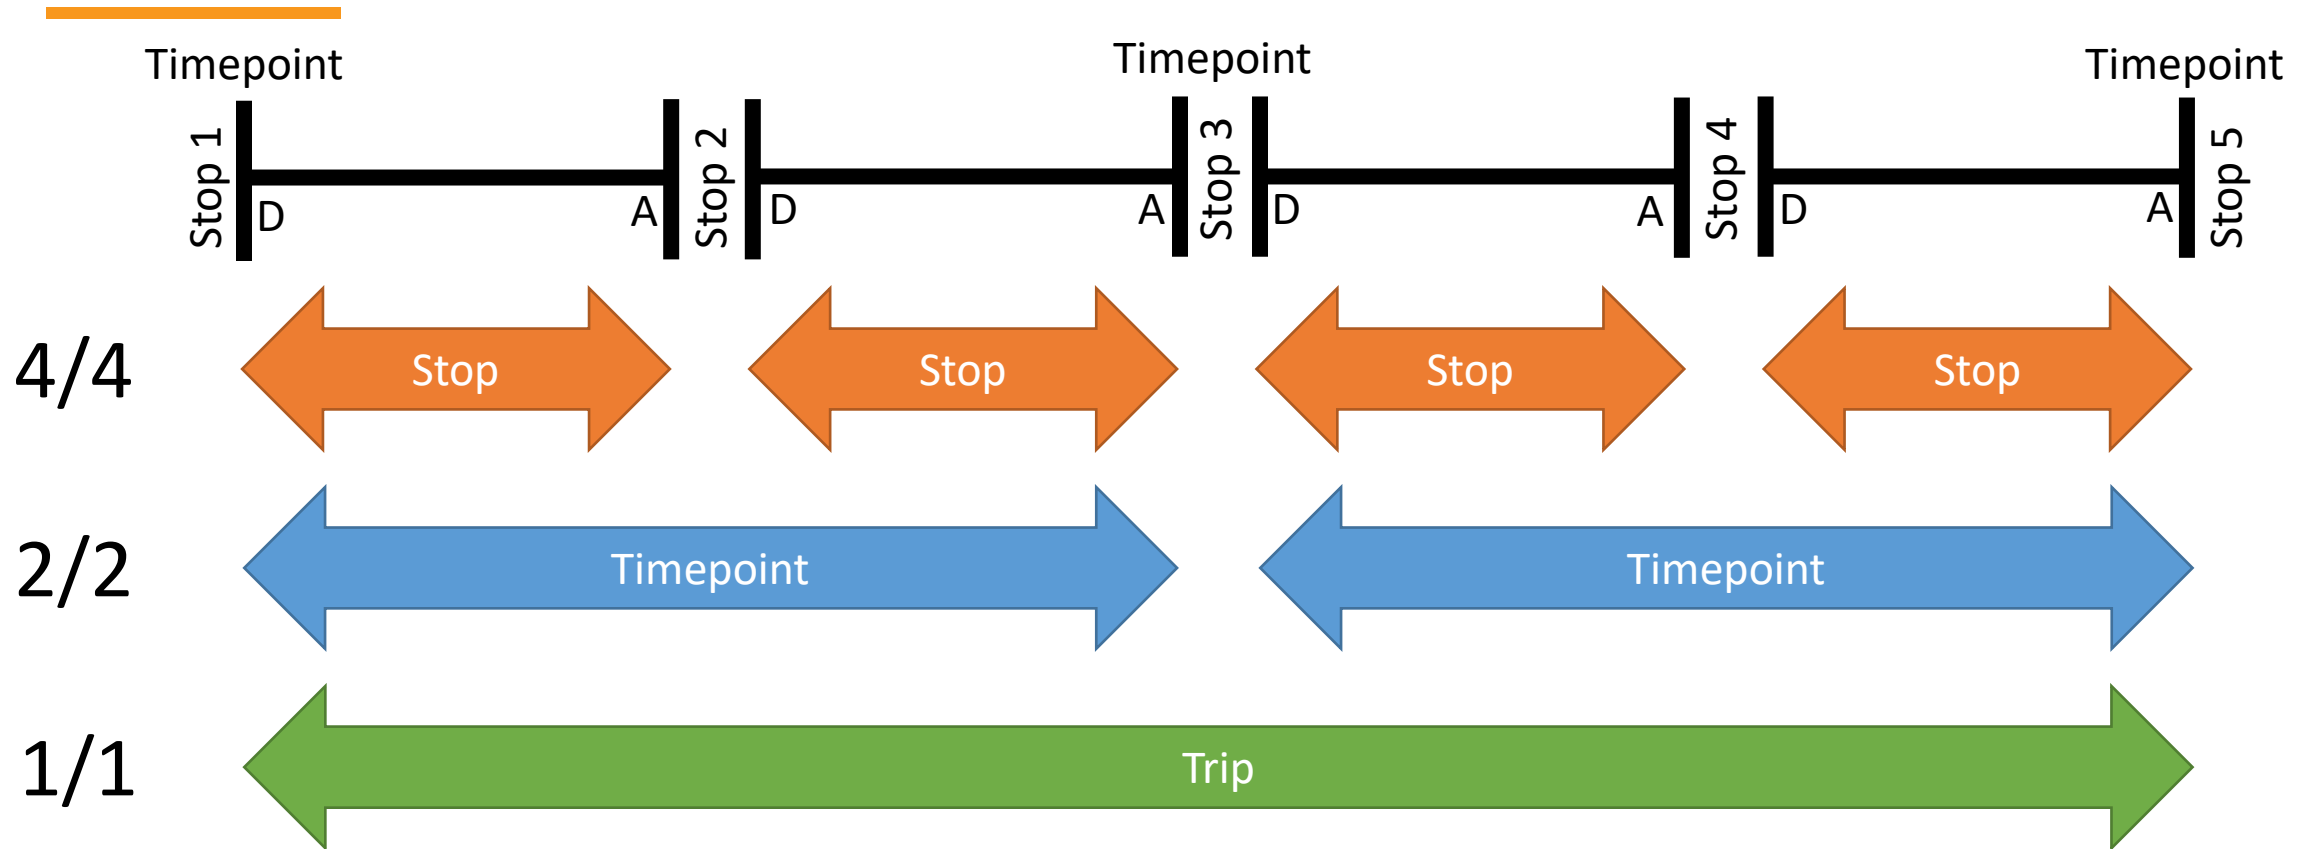 Timepoint
Timepoint
Timepoint
Stop 1
D
A
Stop 2
D
A
Stop 3
D
A
Stop 4
D
A
Stop 5
4/4
Stop
Stop
Stop
Stop
2/2
Timepoint
Timepoint
1/1
Trip